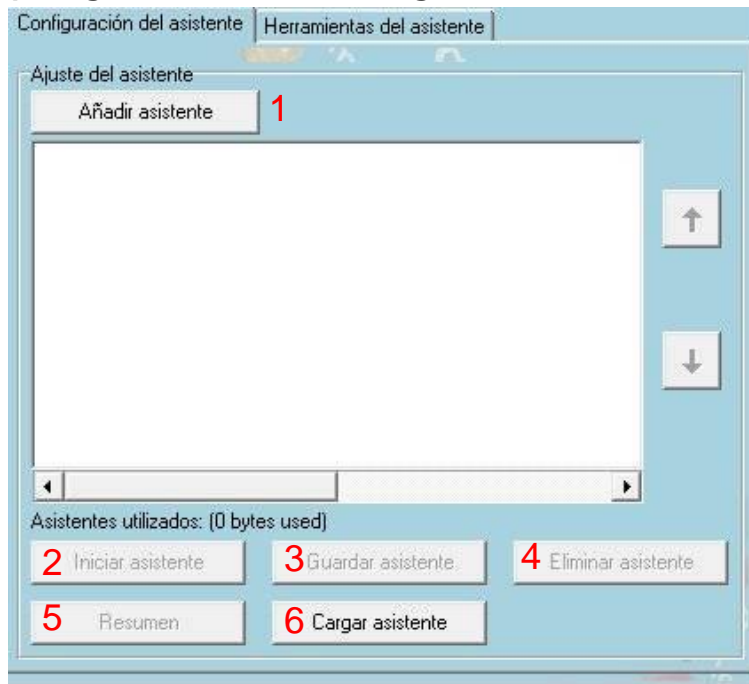 Configuración del asistente Herramientas del asistente
Ajuste del asistente
Añadir asistente 1
Asistentes utilizados: (0 bytes used)
2 Iniciar asistente 3 Guardar asistente 4 Eliminar asistente
5 Resumen 6 Cargar asistente